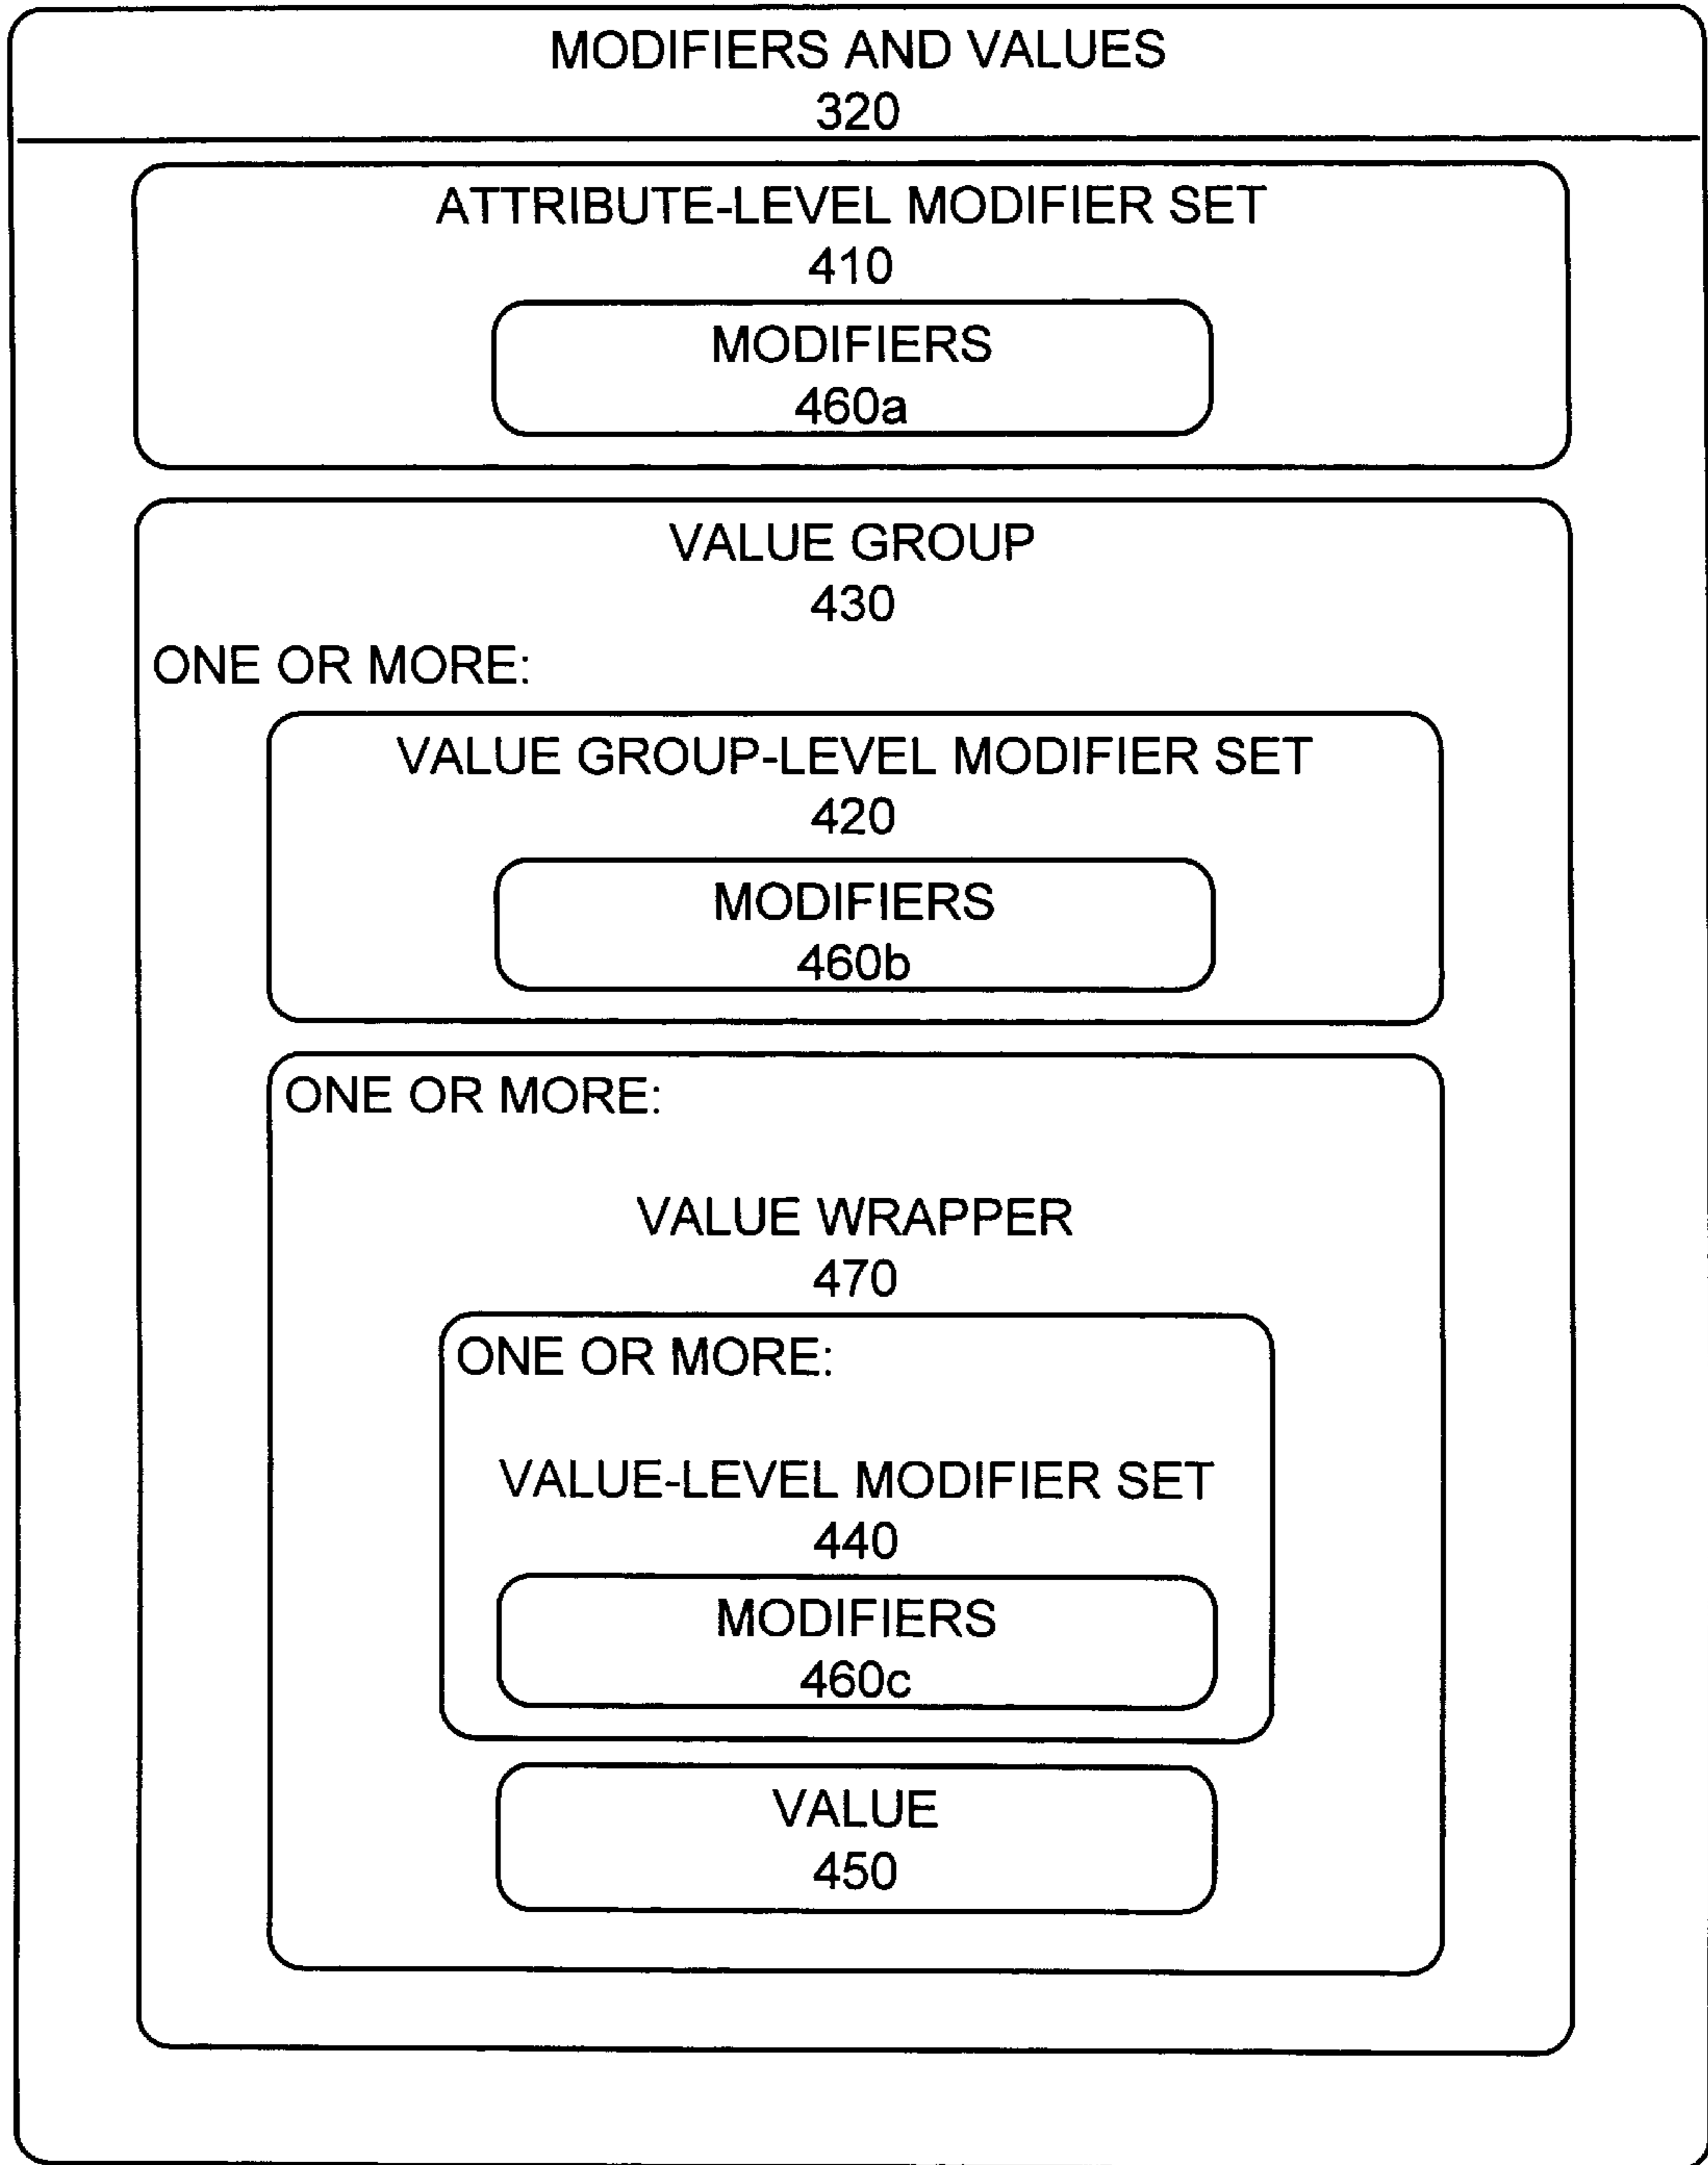 MODIFIERS AND VALUES
320
ATTRIBUTE-LEVEL MODIFIER SET
410
MODIFIERS
460a
VALUE GROUP
430
ONE OR MORE:
VALUE GROUP-LEVEL MODIFIER SET
420
MODIFIERS
460b
ONE OR MORE:
VALUE WRAPPER
470
ONE OR MORE:
VALUE-LEVEL MODIFIER SET
440
MODIFIERS
460c
VALUE
450